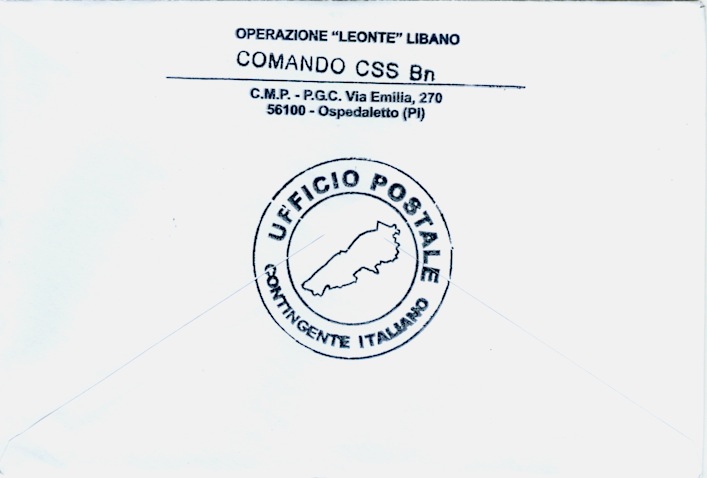 OPERAZIONE “LEONTE” LIBANO
COMANDO CSS Bn
C.M.P. - P.G.C. Via Emilia, 270
56100 - Ospedaletto (PI)
UFFICIO POSTALE
CONTINGENTE ITALIANO